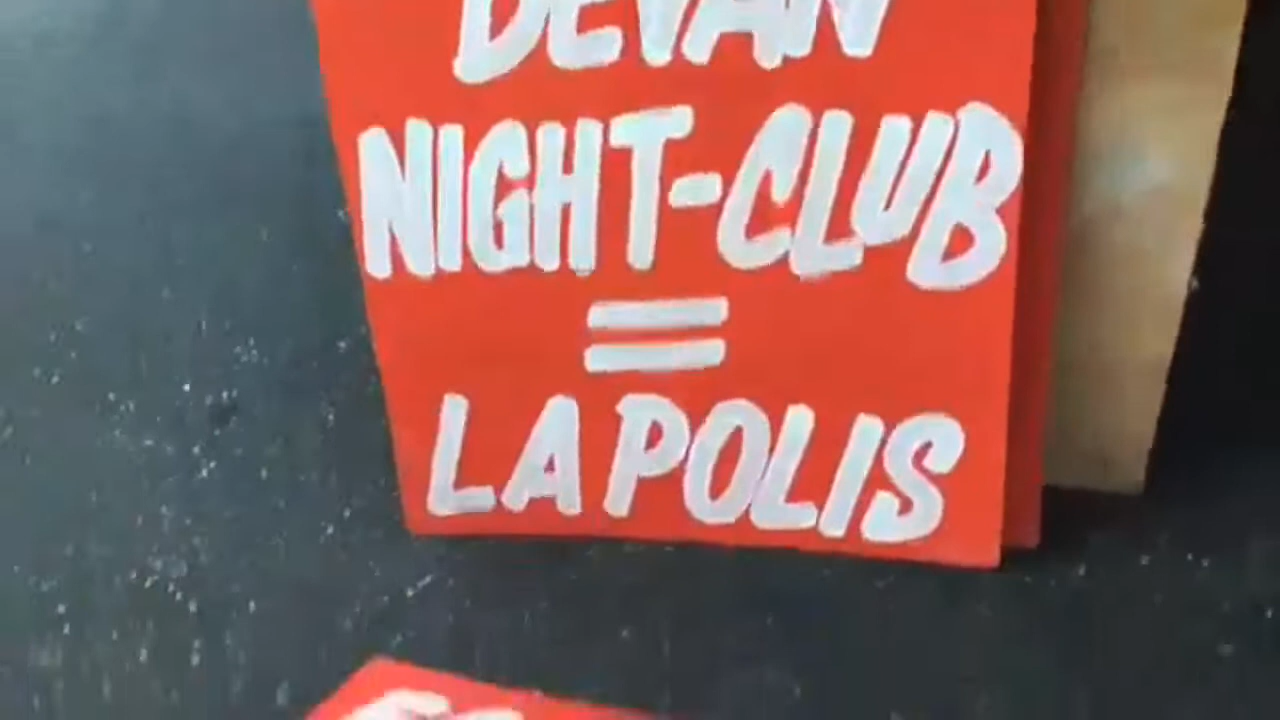 DEVAN
NIGHT-CLUB
=
LA POLIS